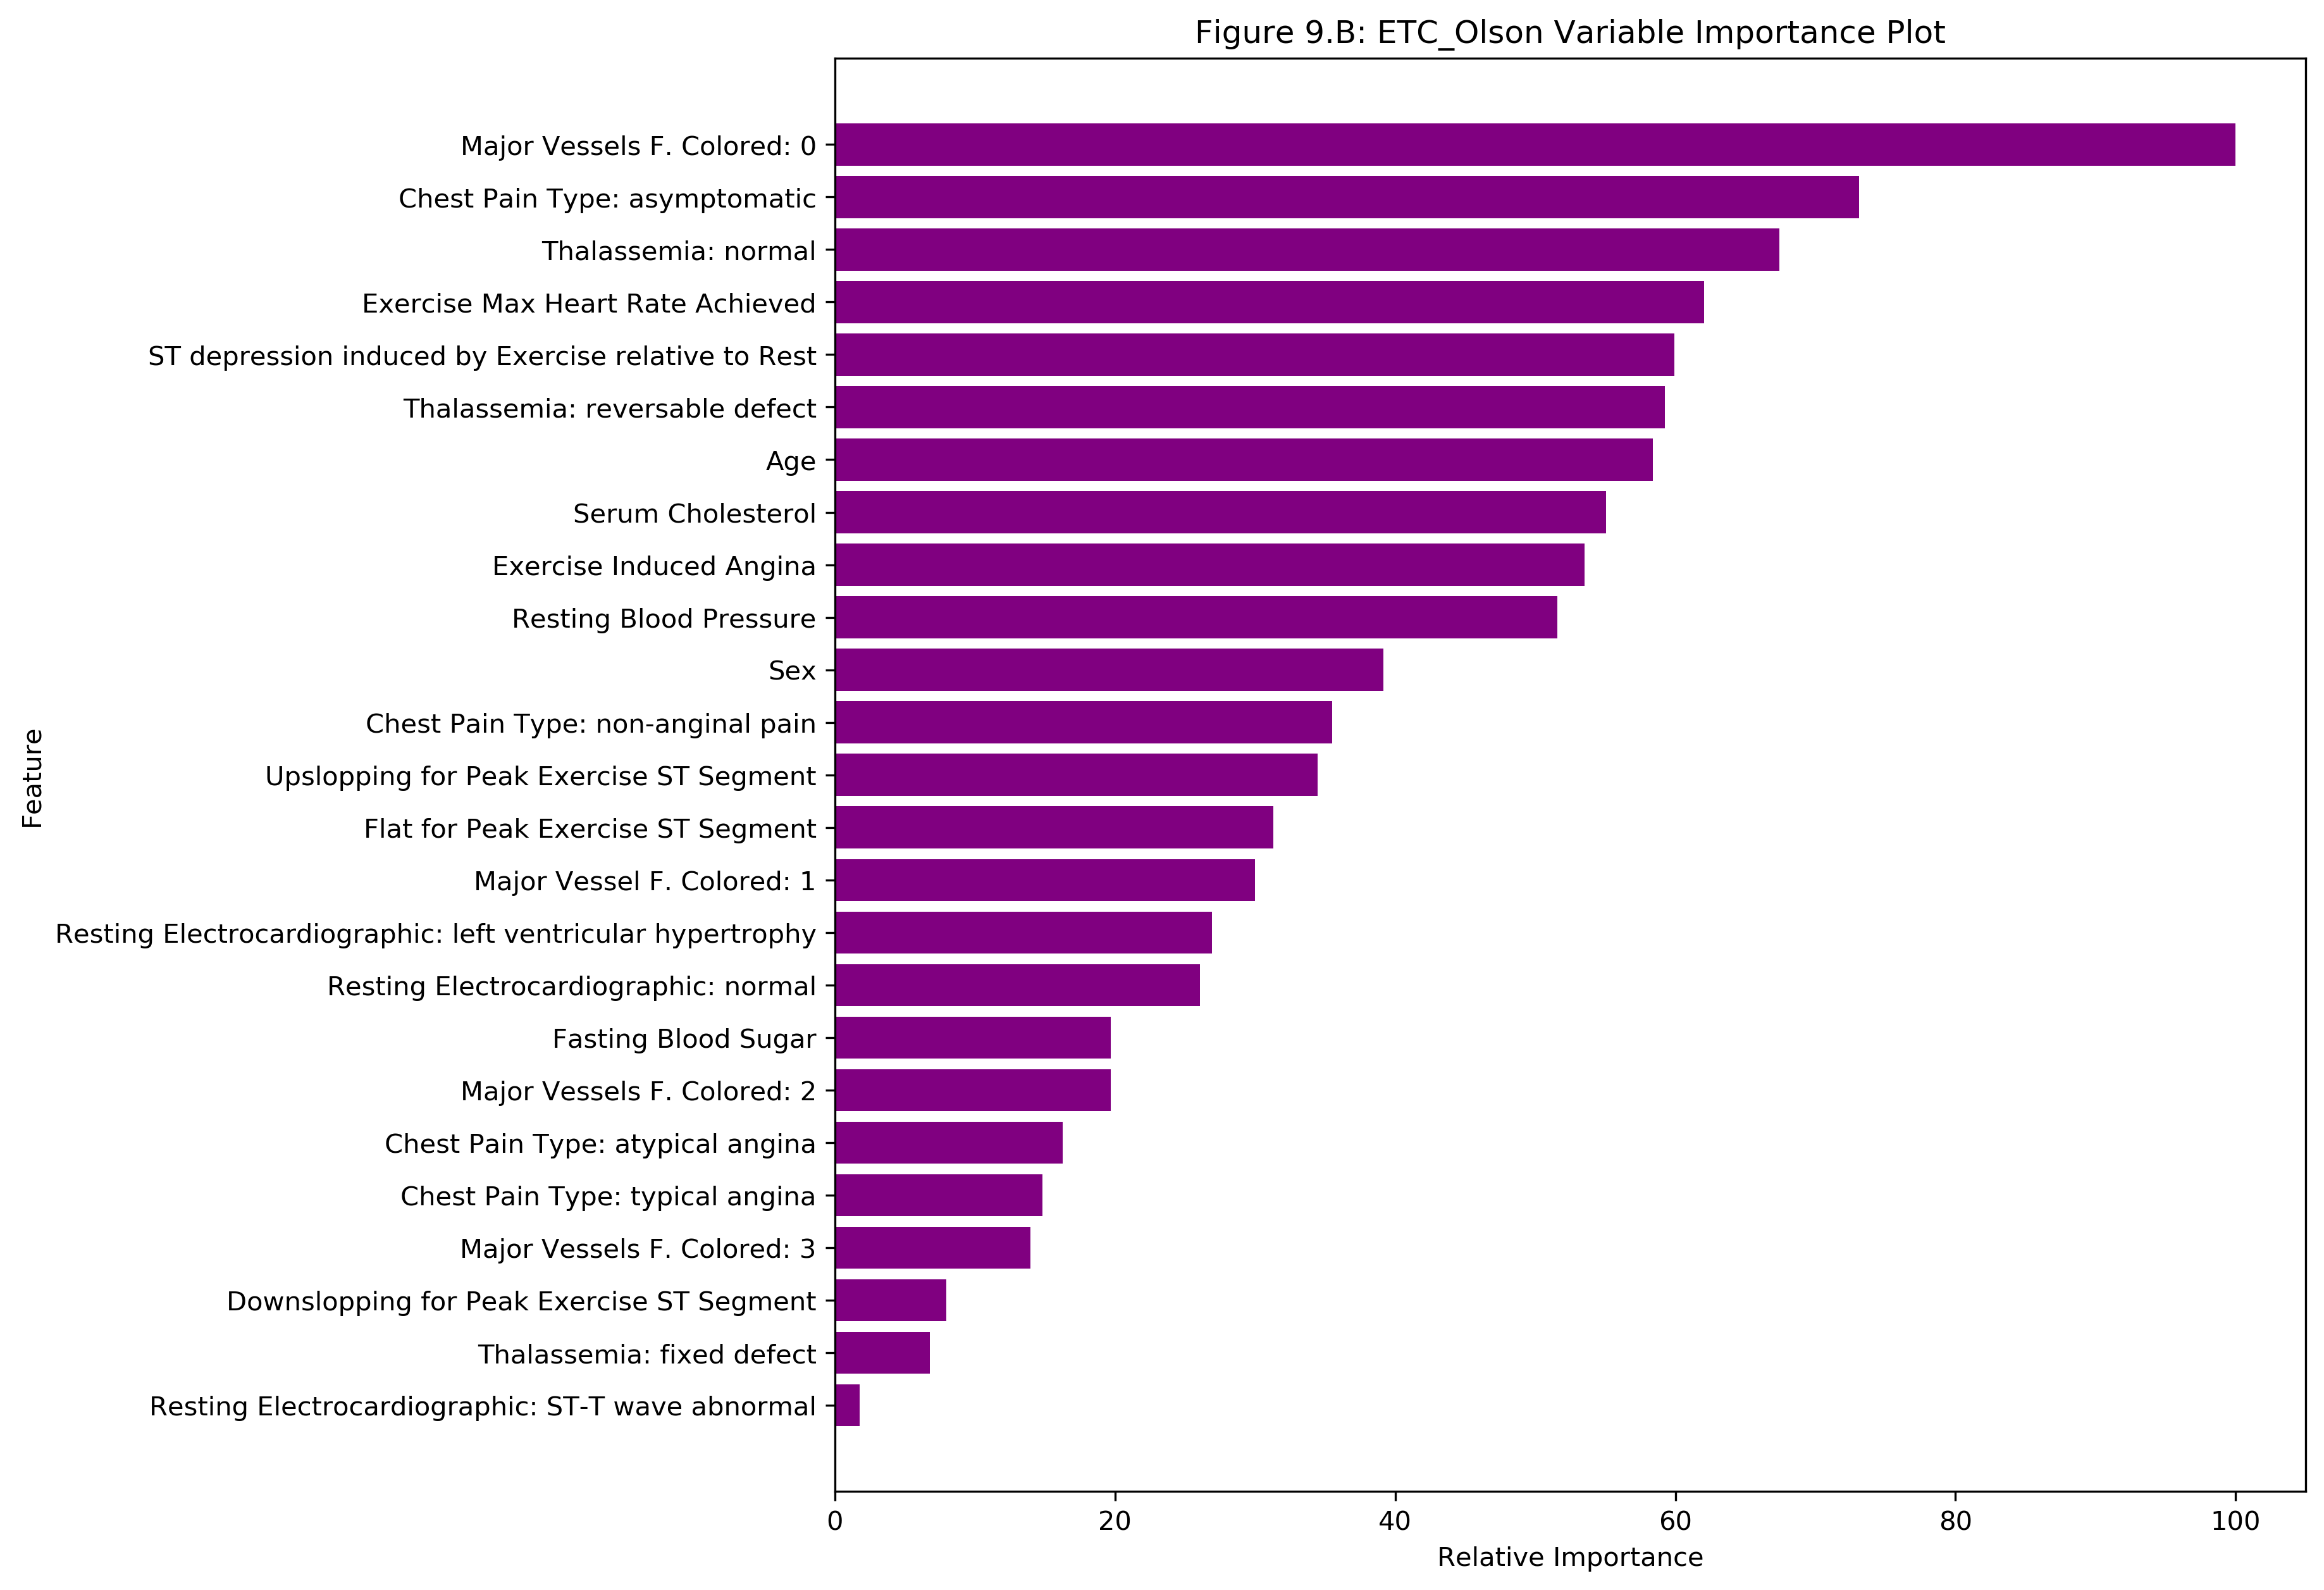 Figure 9.B: ETC_Olson Variable Importance Plot
Major Vessels F. Colored: 0
Chest Pain Type: asymptomatic
Thalassemia: normal
Exercise Max Heart Rate Achieved
ST depression induced by Exercise relative to Rest
Thalassemia: reversable defect
Age
Serum Cholesterol
Exercise Induced Angina
Resting Blood Pressure
Sex
Chest Pain Type: non-anginal pain
Upslopping for Peak Exercise ST Segment
Flat for Peak Exercise ST Segment
Major Vessel F. Colored: 1
Resting Electrocardiographic: left ventricular hypertrophy
Resting Electrocardiographic: normal
Fasting Blood Sugar
Major Vessels F. Colored: 2
Chest Pain Type: atypical angina
Chest Pain Type: typical angina
Major Vessels F. Colored: 3
Downslopping for Peak Exercise ST Segment
Thalassemia: fixed defect
Resting Electrocardiographic: ST-T wave abnormal
Feature
0 20 40 60 80 100
Relative Importance